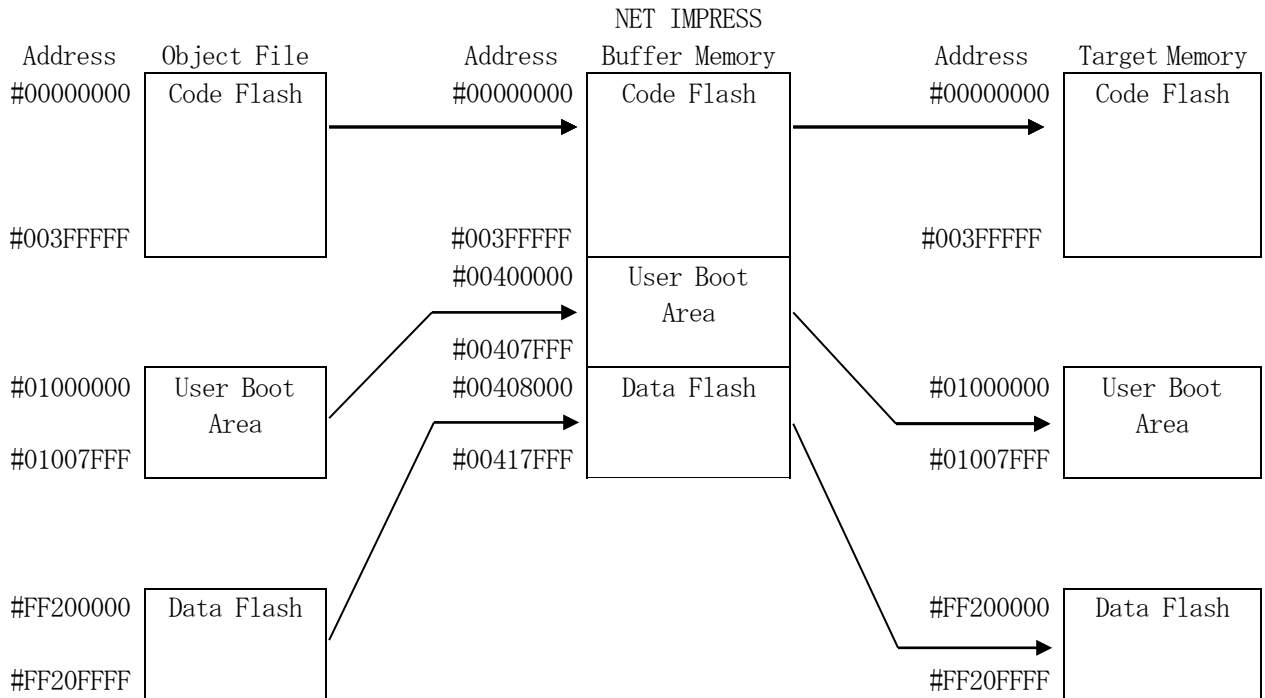 NET IMPRESS
Address Object File Address Buffer Memory Address Target Memory
#00000000 Code Flash #00000000 Code Flash #00000000 Code Flash
#003FFFFF #003FFFFF #003FFFFF
#00400000 User Boot
Area
#00407FFF
#01000000 User Boot #00408000 Data Flash #01000000 User Boot
Area Area
#01007FFF #00417FFF #01007FFF
#FF200000 Data Flash #FF200000 Data Flash
#FF20FFFF #FF20FFFF